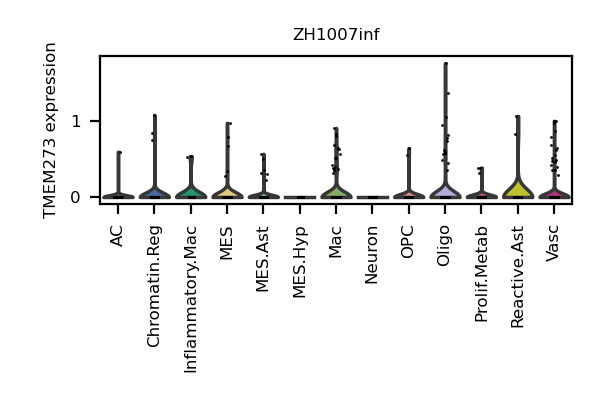 ZH1007inf
TMEM273 expression
1
0
AC
Chromatin.Reg
Inflammatory.Mac
MES
MES.Ast
MES.Hyp
Mac
Neuron
OPC
Oligo
Prolif.Metab
Reactive.Ast
Vasc